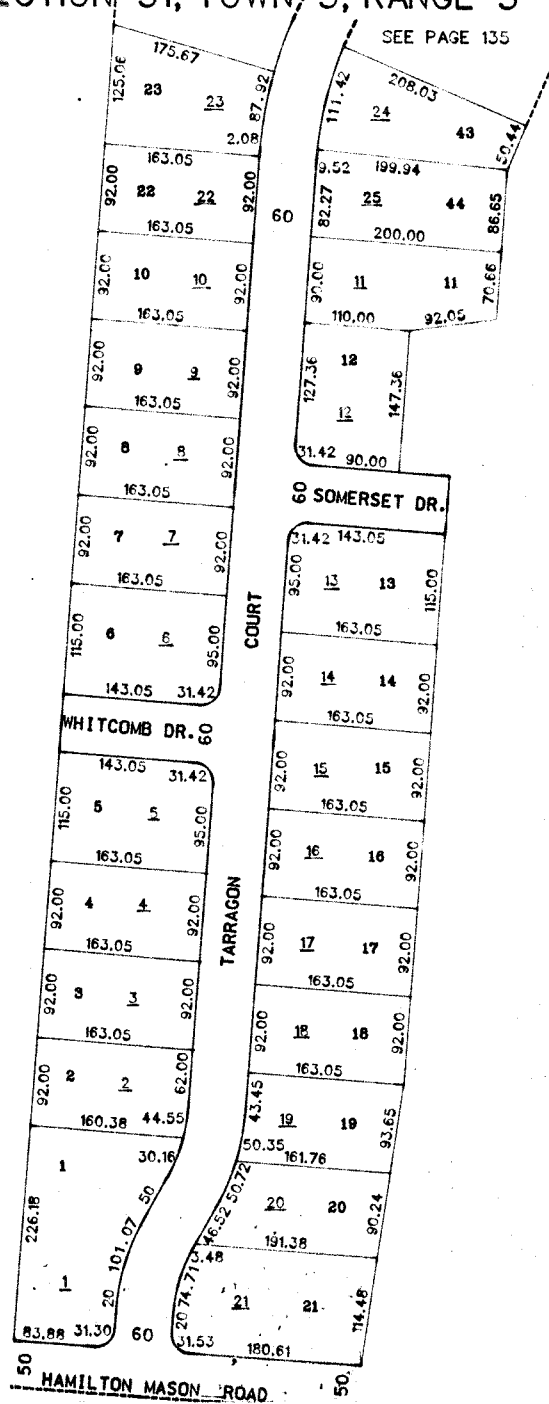 SECTION 31, TOWN 3, RANGE 3
SEE PAGE 135
175.67
208.03
125.06 23 23 87.92
111.42 24 43 50.44
2.08
163.05
9.52 199.94
92.00 22 22 92.00
60
82.27 25 44 86.65
163.05
200.00
92.00 10 10 92.00
90.00 11 11 70.66
163.05
110.00 92.05
92.00 9 9 92.00
127.36 12 147.36
163.05
12
92.00 8 8 92.00
31.42 90.00
163.05
60 SOMERSET DR.
92.00 7 7 92.00
31.42 143.05
163.05
95.00 13 13 115.00
115.00 6 6 95.00
COURT
163.05
143.05 31.42
92.00 14 14 92.00
WHITCOMB DR. 60
163.05
143.05 31.42
92.00 15 15 92.00
115.00 5 5 95.00
163.05
163.05
92.00 16 16 92.00
92.00 4 4 92.00
TARRAGON
163.05
163.05
92.00 17 17 92.00
92.00 3 3 92.00
163.05
163.05
92.00 18 18 92.00
92.00 2 2 62.00
163.05
160.38 44.55
43.45 19 19 93.65
1 30.16
50.35 161.76
226.18 50 101.07
46.52 50.72 20 20 90.24
191.38
3.48
1 20
20 74.71 21 21 114.48
83.88 31.30 60 31.53 180.61
50 HAMILTON MASON ROAD 50